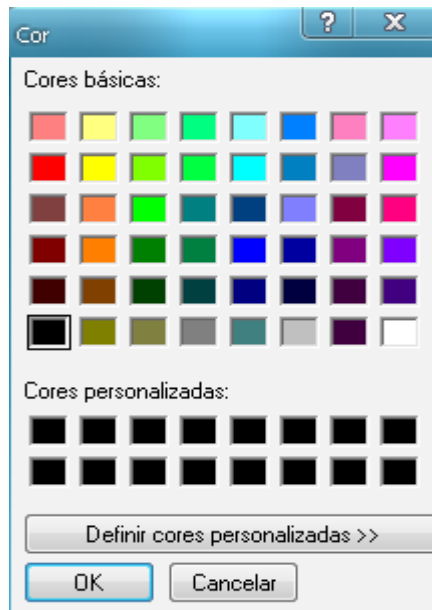 Cor
?
X
Cores básicas:
Cores personalizadas:
Definir cores personalizadas >>
OK
Cancelar